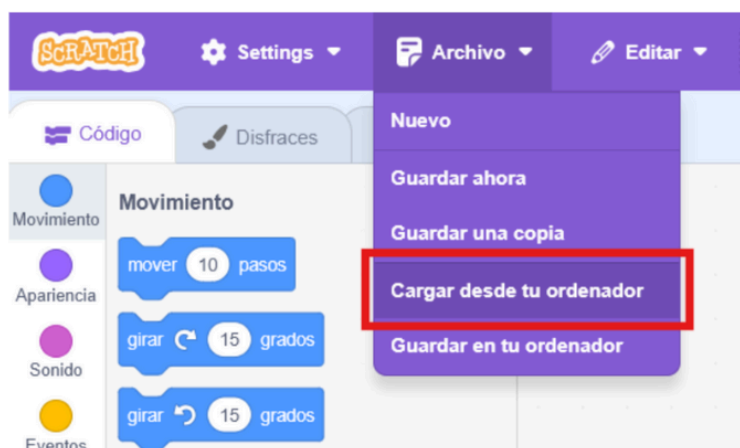 SCRATCH Settings Archivo Editar
Código Disfraces
Nuevo
Guardar ahora
Guardar una copia
Cargar desde tu ordenador
Guardar en tu ordenador
Movimiento
Apariencia
Sonido
Eventos
Movimiento
mover 10 pasos
girar 15 grados
girar 15 grados